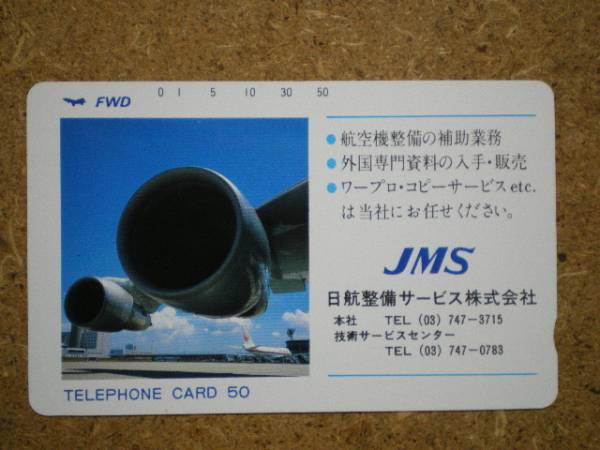 FWD
0 1 5 10 30 50
● 航空機整備の補助業務
● 外国専門資料の入手・販売
● ワープロ・コピーサービス etc.
は当社にお任せください。
JMS
日航整備サービス株式会社
本社 TEL (03) 747-3715
技術サービスセンター
TEL (03) 747-0783
TELEPHONE CARD 50